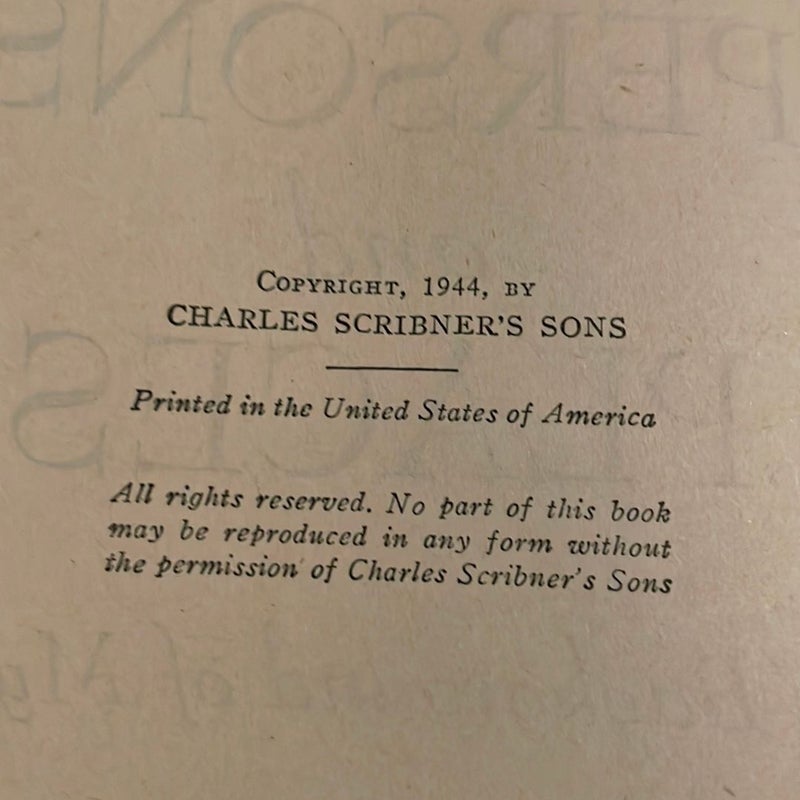 COPYRIGHT, 1944, BY
CHARLES SCRIBNER'S SONS
Printed in the United States of America
All rights reserved. No part of this book
may be reproduced in any form without
the permission of Charles Scribner's Sons